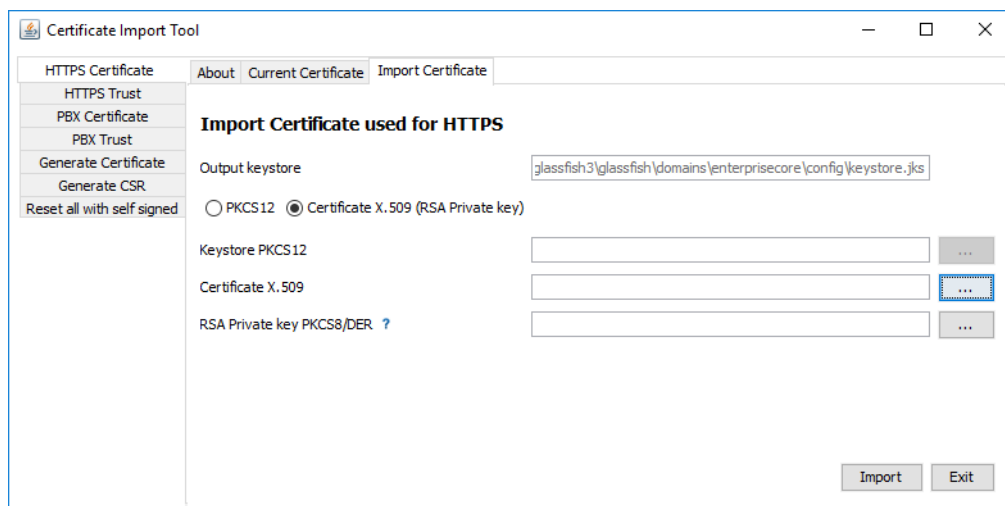 Certificate Import Tool
HTTPS Certificate
HTTPS Trust
PBX Certificate
PBX Trust
Generate Certificate
Generate CSR
Reset all with self signed
About Current Certificate Import Certificate
Import Certificate used for HTTPS
Output keystore glassfish3\glassfish\domains\enterprisecore\config\keystore.jks
PKCS12 Certificate X.509 (RSA Private key)
Keystore PKCS12 ...
Certificate X.509 ...
RSA Private key PKCS8/DER ? ...
Import Exit